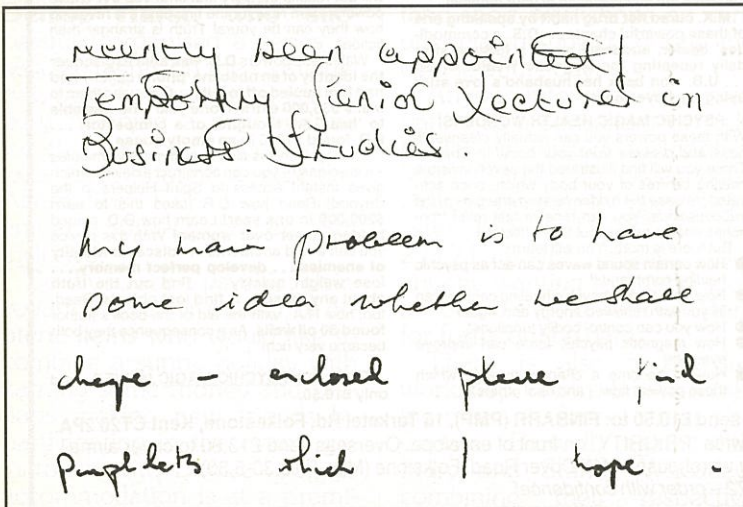 recently been appointed
temporary Senior Lecturer in
Business Studies.
My main problem is to have
some idea whether we shall
enclosed please find
pamphlets which I hope